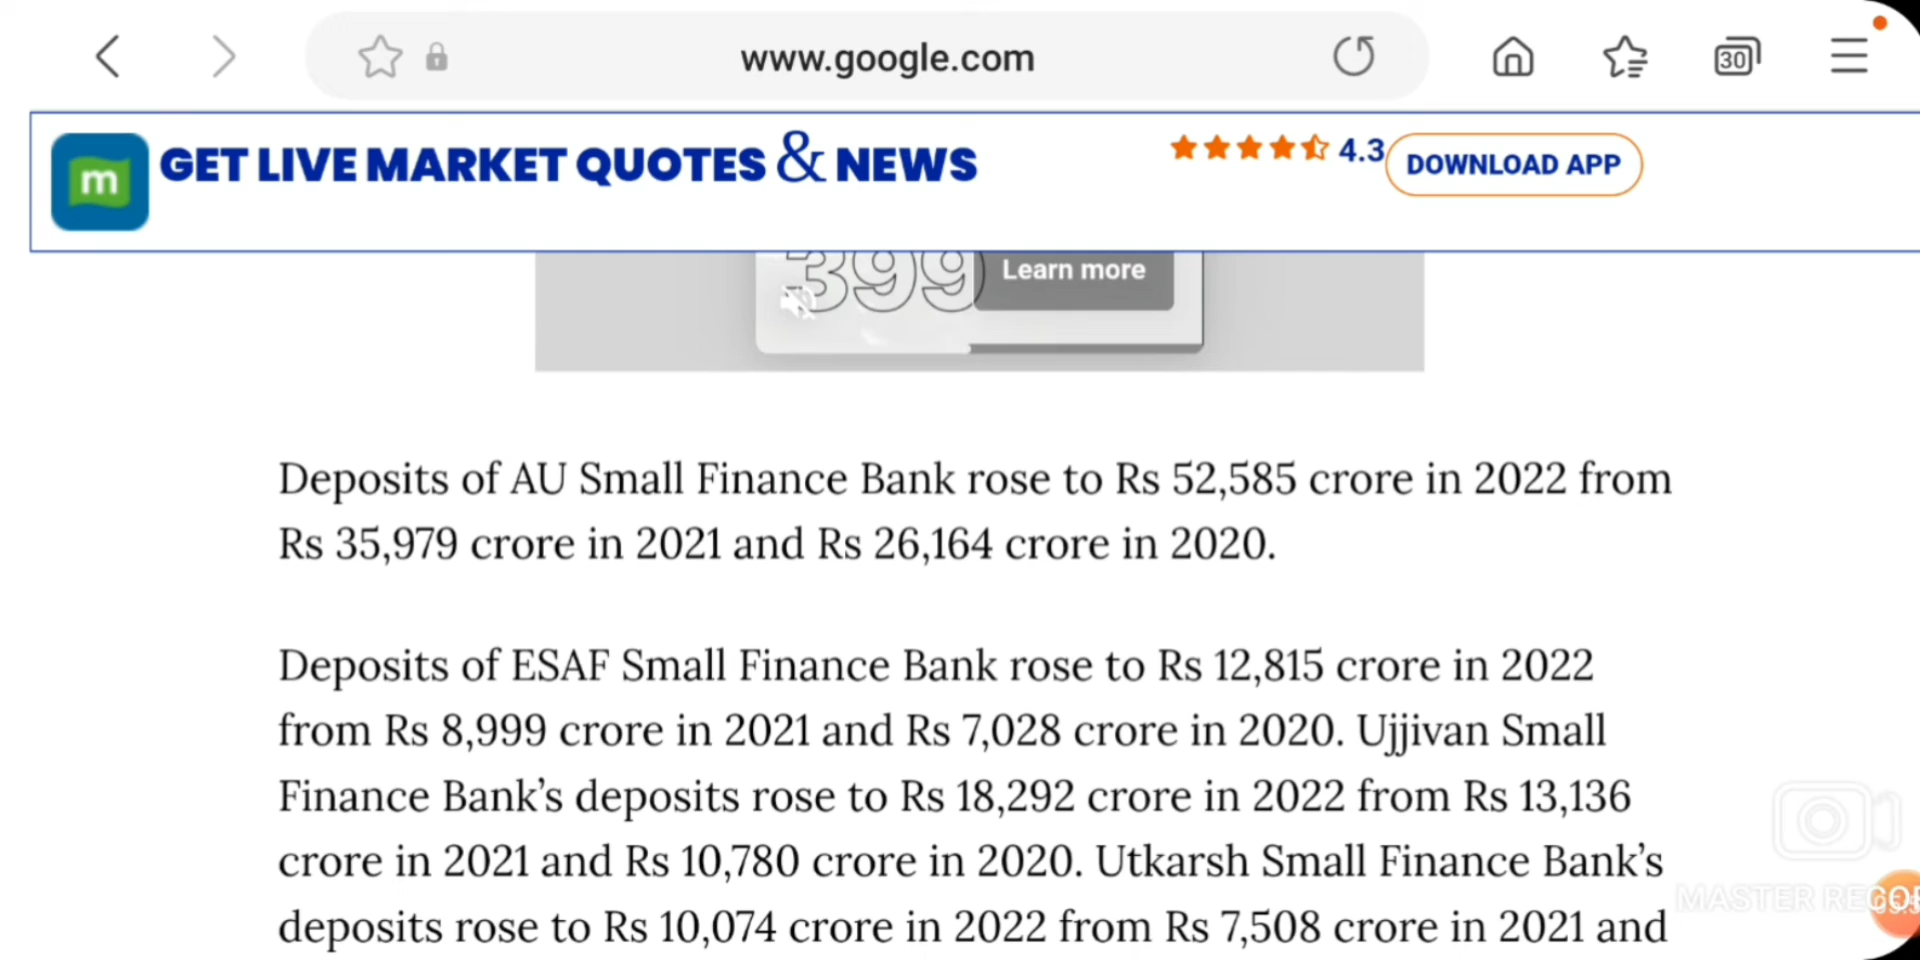 www.google.com
30
m
GET LIVE MARKET QUOTES & NEWS
4.3
DOWNLOAD APP
399
Learn more
Deposits of AU Small Finance Bank rose to Rs 52,585 crore in 2022 from
Rs 35,979 crore in 2021 and Rs 26,164 crore in 2020.
Deposits of ESAF Small Finance Bank rose to Rs 12,815 crore in 2022
from Rs 8,999 crore in 2021 and Rs 7,028 crore in 2020. Ujjivan Small
Finance Bank’s deposits rose to Rs 18,292 crore in 2022 from Rs 13,136
crore in 2021 and Rs 10,780 crore in 2020. Utkarsh Small Finance Bank’s
deposits rose to Rs 10,074 crore in 2022 from Rs 7,508 crore in 2021 and
MASTER